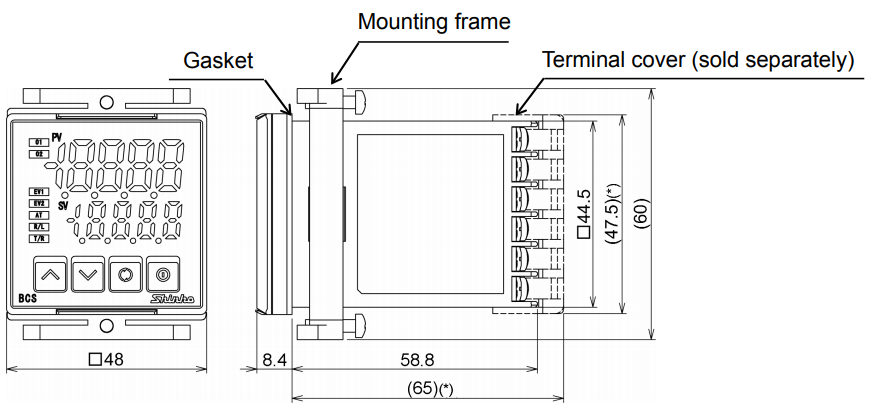 Mounting frame
Gasket
Terminal cover (sold separately)
PV
O1
O2
EV1
EV2
SV
AT
R/L
T/R
BCS
Shinko
□44.5
(47.5)(*)
(60)
□48
8.4
58.8
(65)(*)